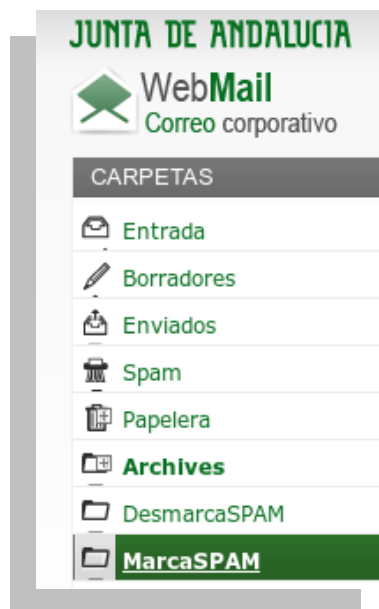 JUNTA DE ANDALUCIA
WebMail
Correo corporativo
CARPETAS
Entrada
Borradores
Enviados
Spam
Papelera
Archives
DesmarcaSPAM
MarcaSPAM